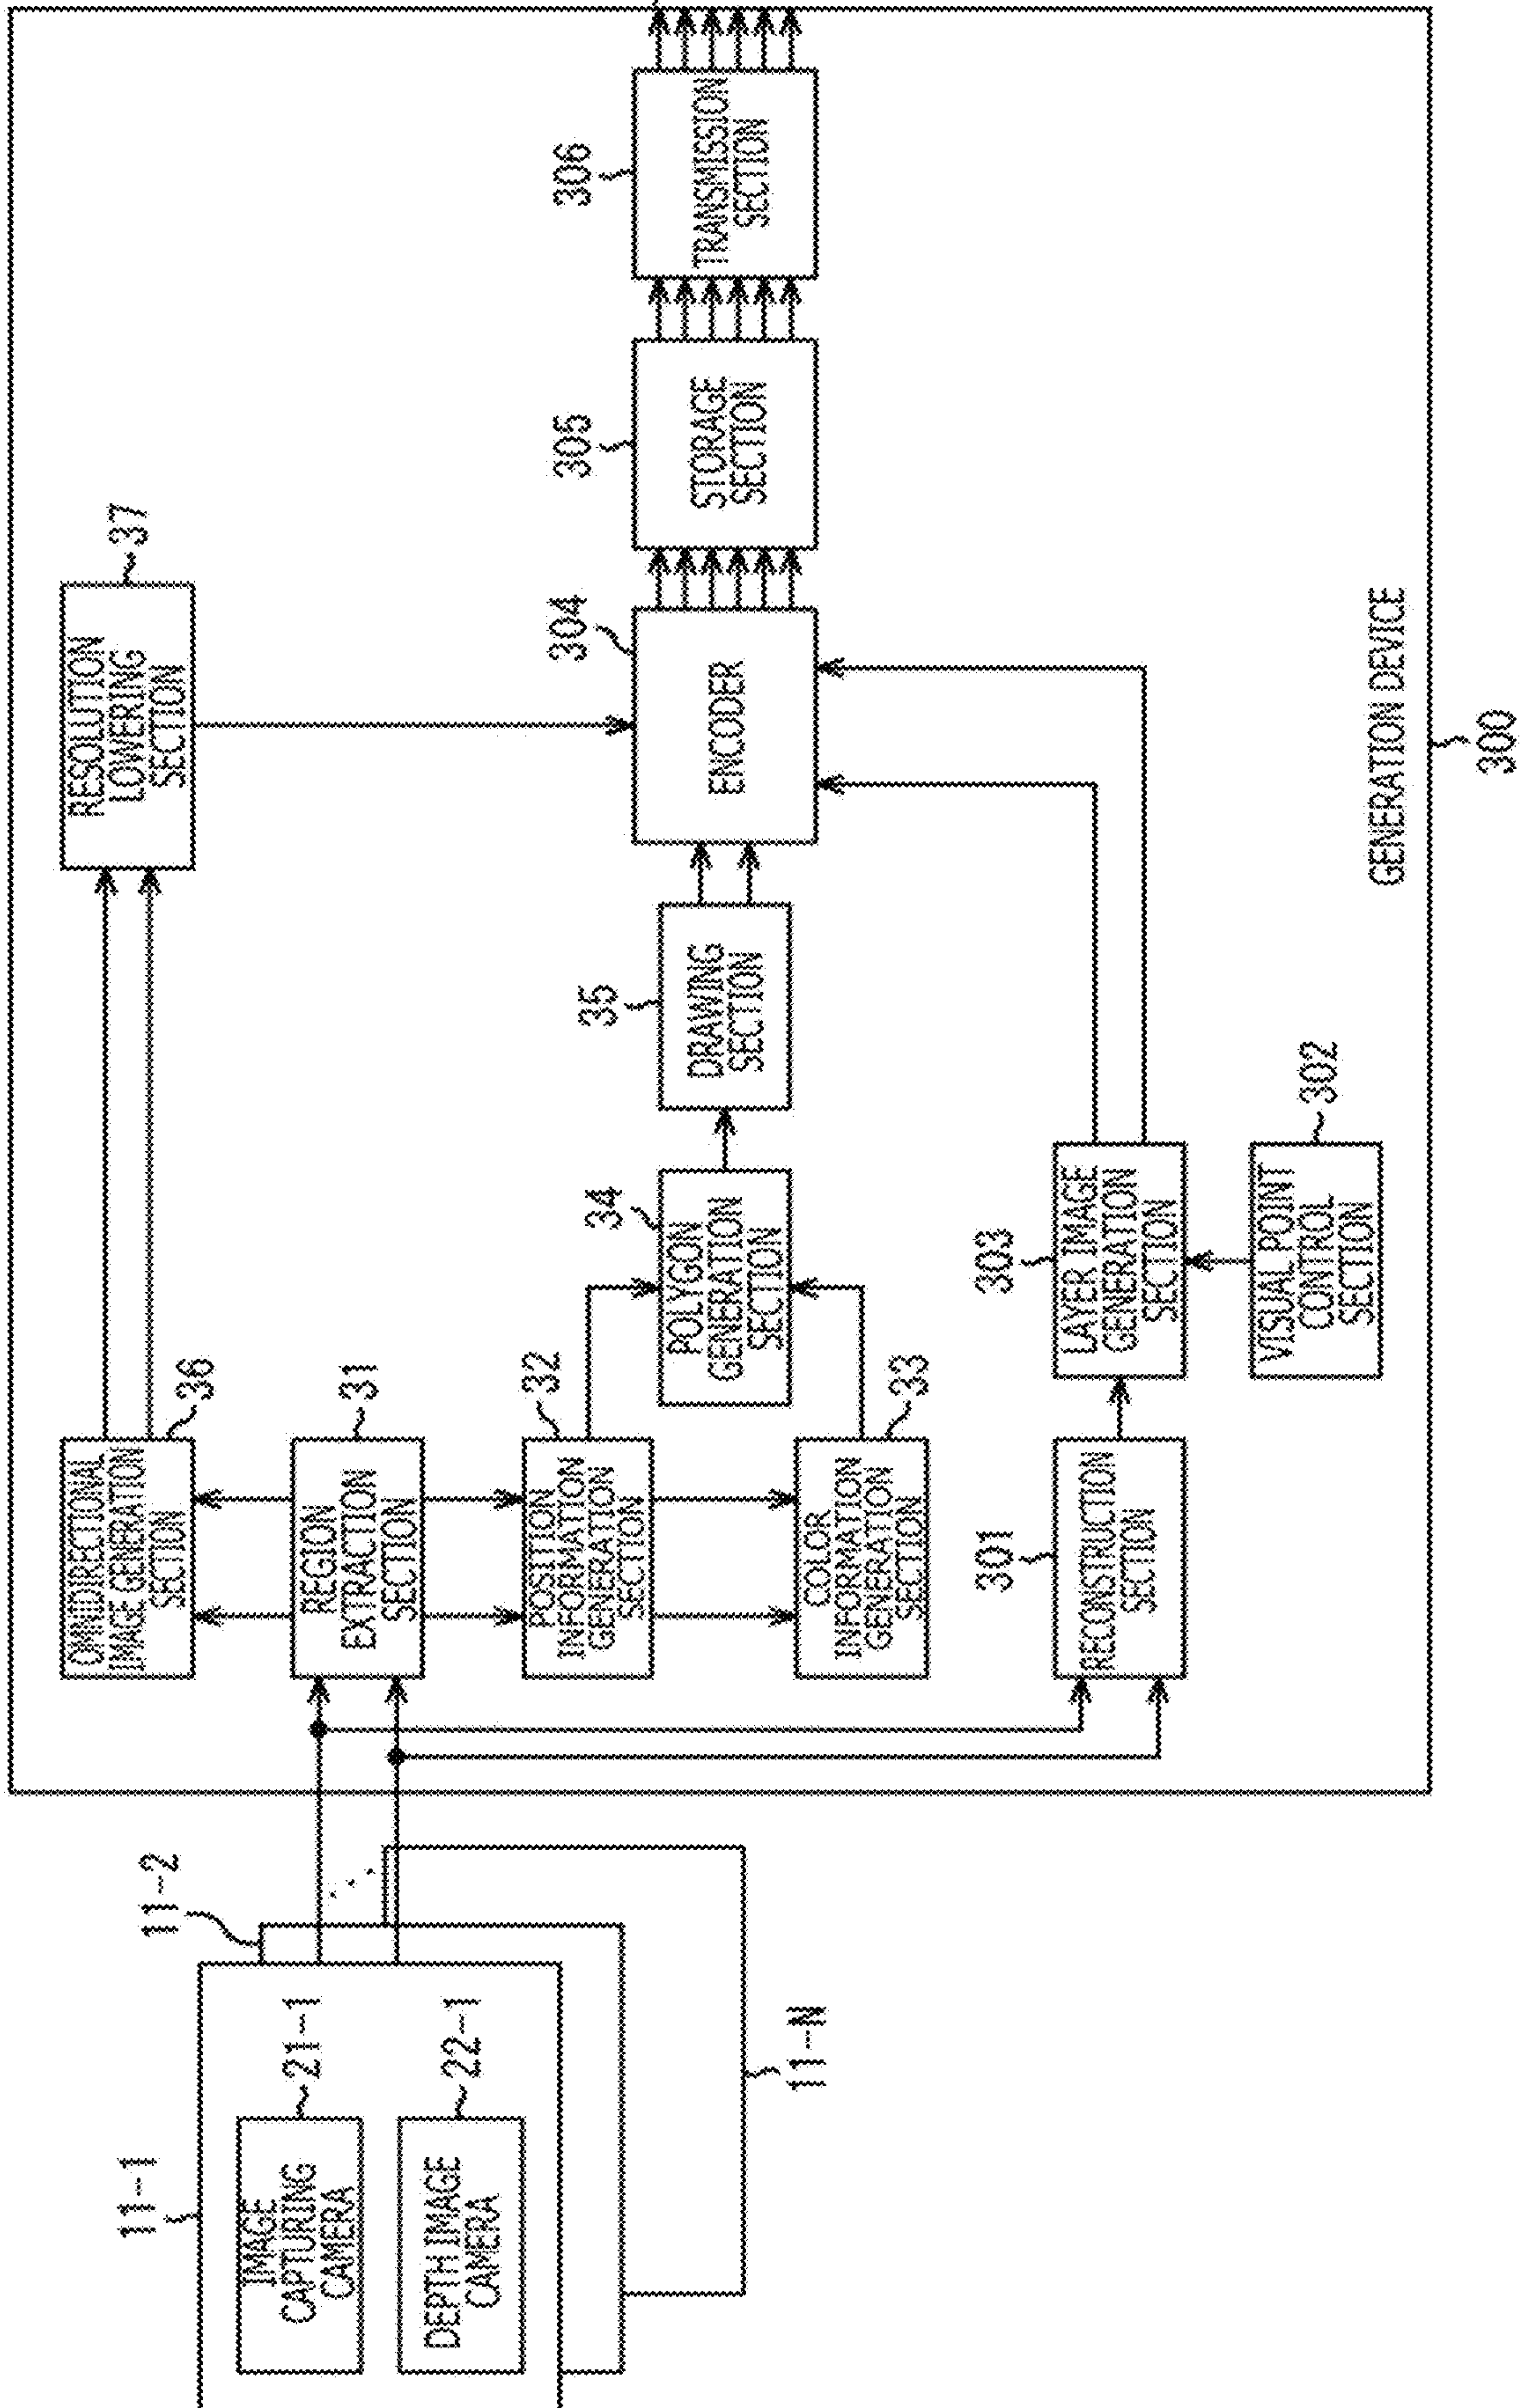 11-1
IMAGE
CAPTURING
CAMERA
21-1
DEPTH IMAGE
CAMERA
22-1
11-2
11-N
OMNIDIRECTIONAL
IMAGE GENERATION
SECTION
36
REGION
EXTRACTION
SECTION
31
POSITION
INFORMATION
GENERATION
SECTION
32
COLOR
INFORMATION
GENERATION
SECTION
33
RECONSTRUCTION
SECTION
301
POLYGON
GENERATION
SECTION
34
LAYER IMAGE
GENERATION
SECTION
303
VISUAL POINT
CONTROL
SECTION
302
DRAWING
SECTION
35
RESOLUTION
LOWERING
SECTION
37
ENCODER
304
STORAGE
SECTION
305
TRANSMISSION
SECTION
306
GENERATION DEVICE
300